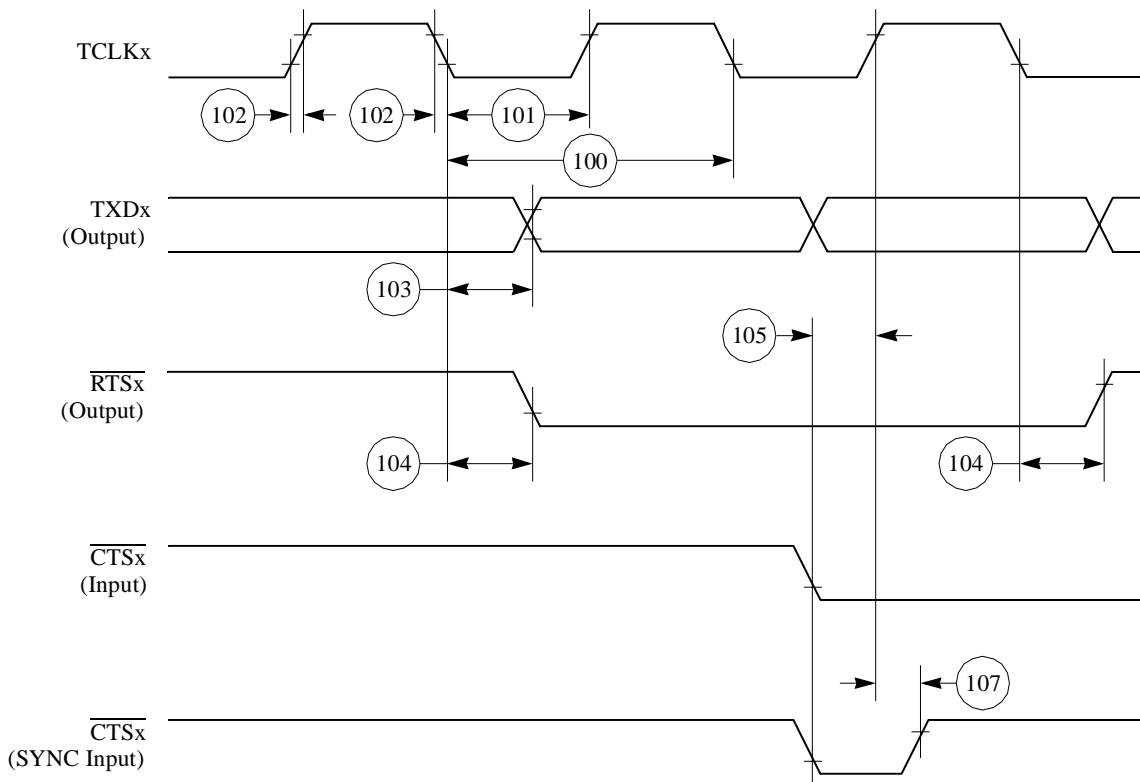 TCLKx
102
102
101
100
TXDx
(Output)
103
105
RTSx
(Output)
104
104
CTSx
(Input)
107
CTSx
(SYNC Input)